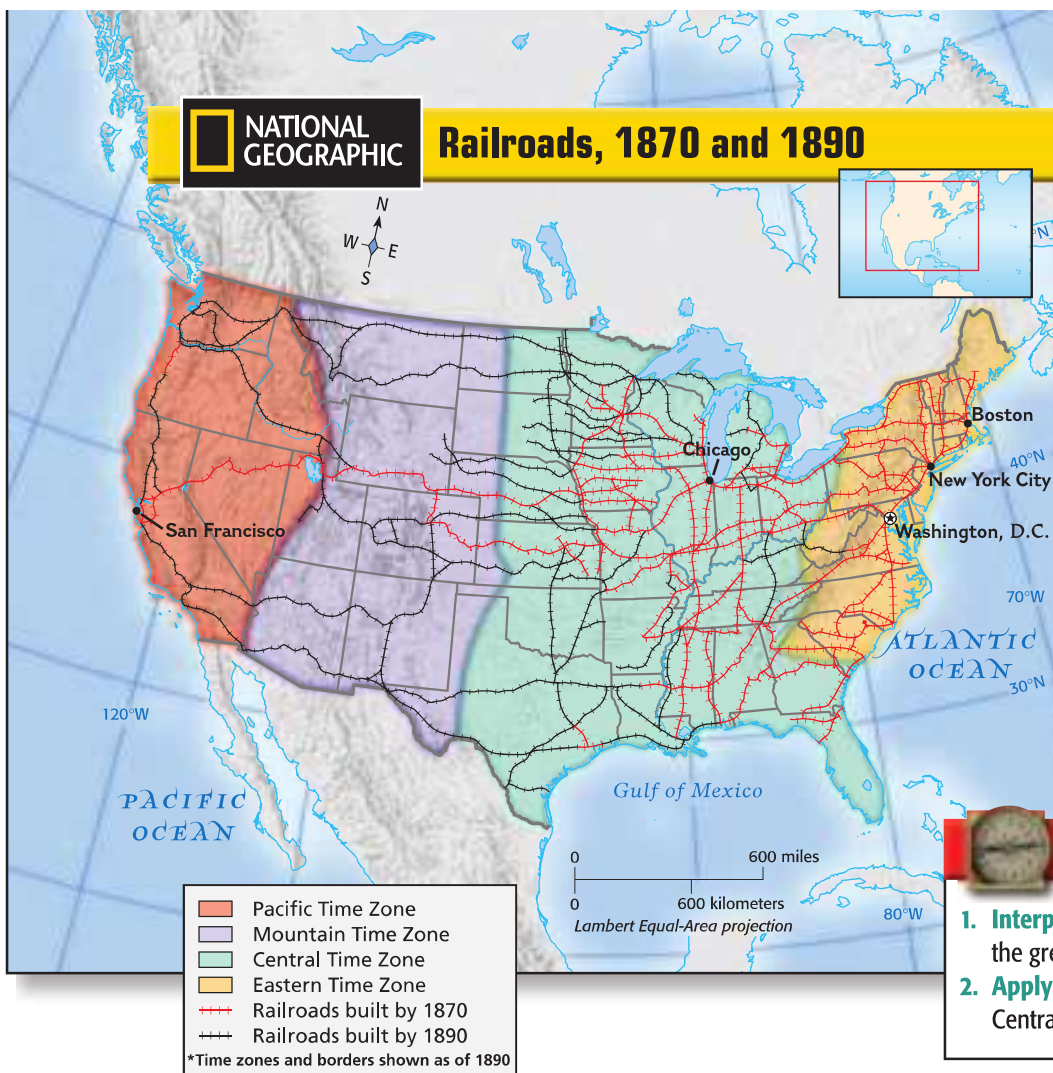 NATIONAL
GEOGRAPHIC
Railroads, 1870 and 1890
N
W
E
S
°N
Boston
Chicago
40°N
New York City
San Francisco
Washington, D.C.
70°W
ATLANTIC
OCEAN
30°N
120°W
PACIFIC
OCEAN
Gulf of Mexico
0
600 miles
0
600 kilometers
Lambert Equal-Area projection
80°W
Pacific Time Zone
Mountain Time Zone
Central Time Zone
Eastern Time Zone
Railroads built by 1870
Railroads built by 1890
*Time zones and borders shown as of 1890
1. Interp
the gre
2. Apply
Centra